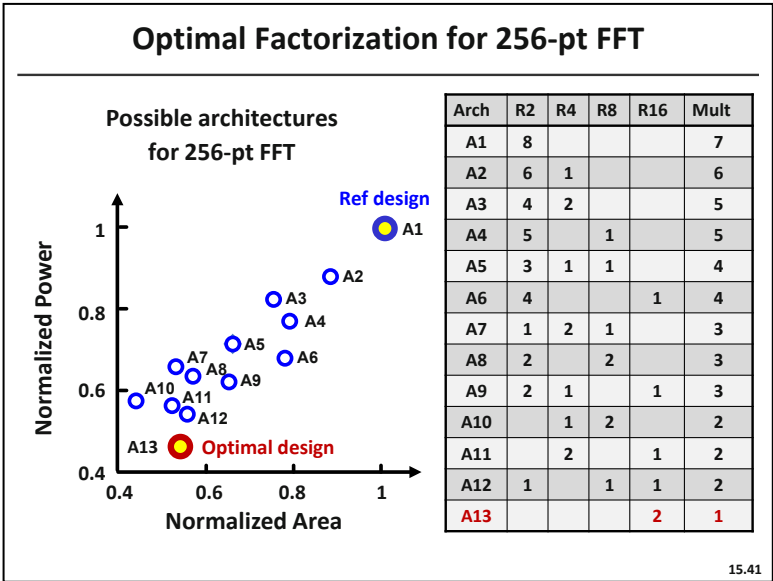 Optimal Factorization for 256-pt FFT
Possible architectures
for 256-pt FFT
Ref design
Normalized Power
1
0.8
0.6
0.4
A1
A2
A3
A4
A5
A6
A7
A8
A9
A10
A11
A12
A13
Optimal design
0.4 0.6 0.8 1
Normalized Area
Arch R2 R4 R8 R16 Mult
A1 8 7
A2 6 1 6
A3 4 2 5
A4 5 1 5
A5 3 1 1 4
A6 4 1 4
A7 1 2 1 3
A8 2 2 3
A9 2 1 1 3
A10 1 2 2
A11 2 1 2
A12 1 1 1 2
A13 2 1
15.41